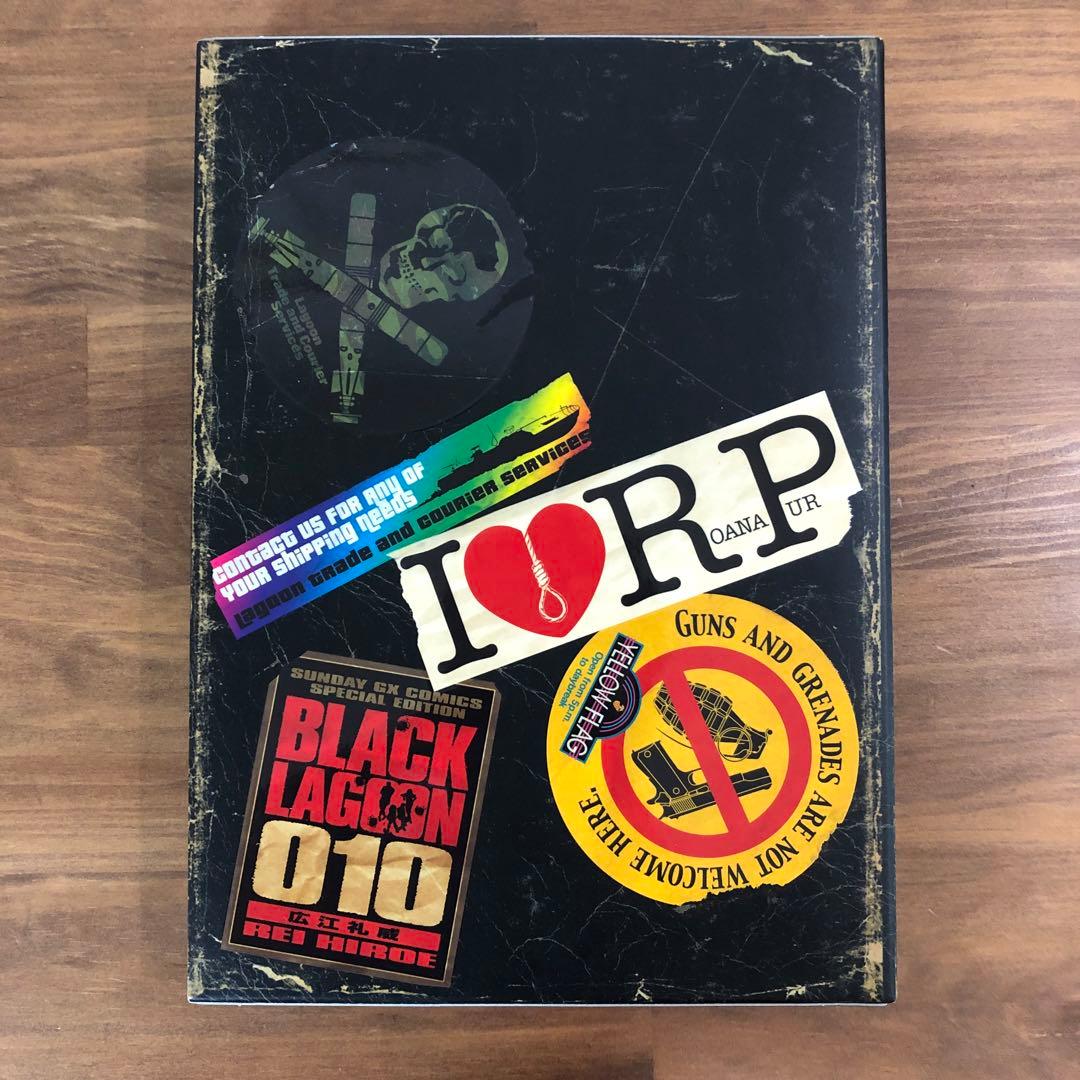 Lagoon
Trade and Courier
Services
CONTACT US FOR ANY OF
YOUR SHIPPING NEEDS
LAGOON TRADE AND COURIER SERVICES
I R OANA P UR
GUNS AND GRENADES ARE NOT WELCOME HERE.
YELLOW FLAG
Open from 5p.m.
to daybreak
SUNDAY GX COMICS
SPECIAL EDITION
BLACK
LAGOON
010
広江礼威
REI HIROE